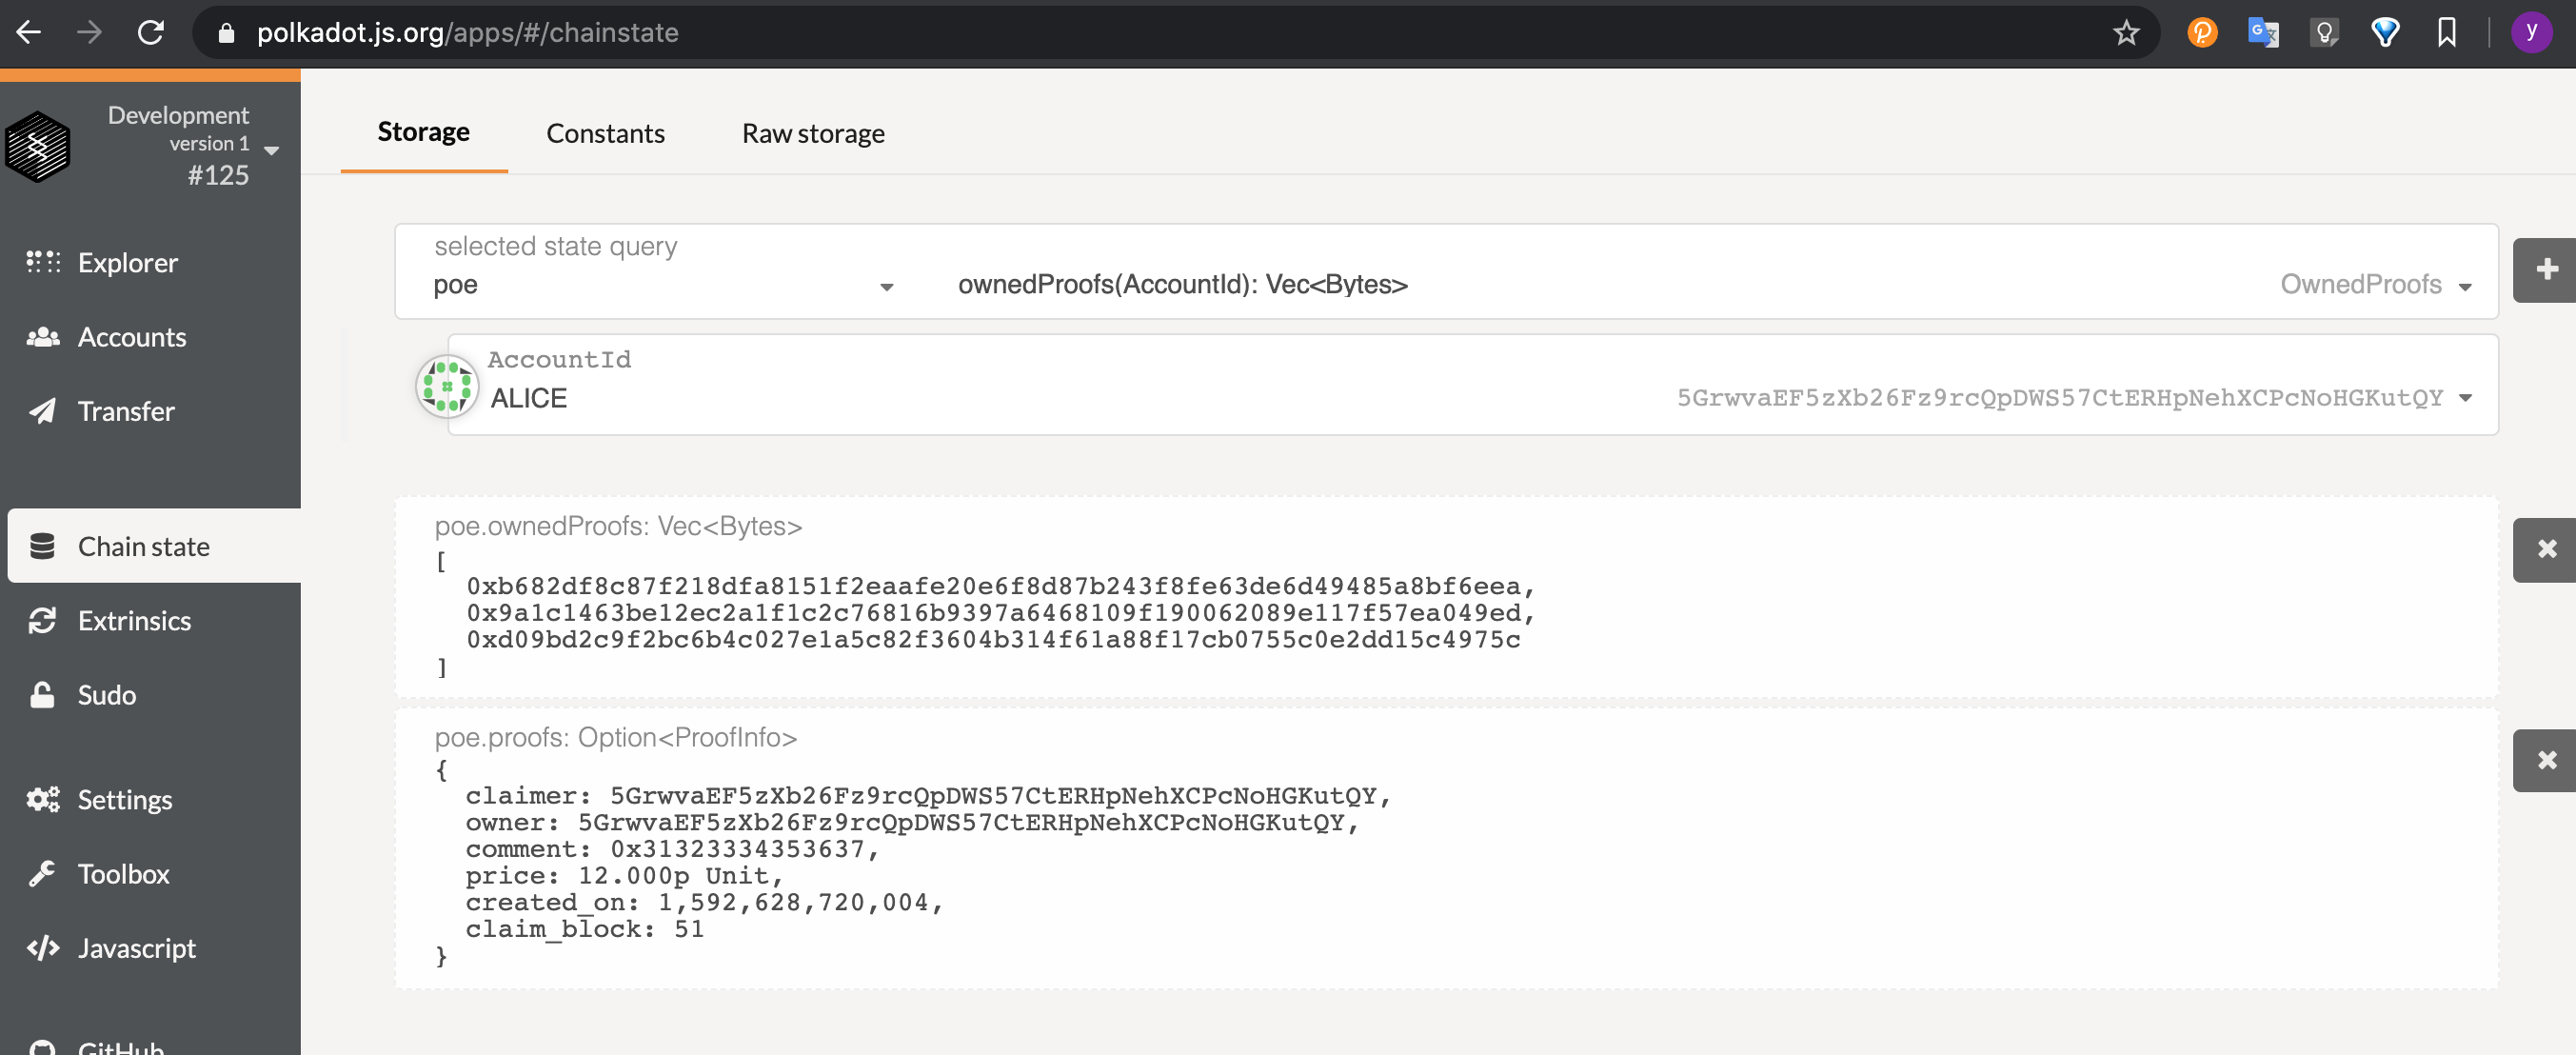 polkadot.js.org/apps/#/chainstate
y
Development
version 1
#125
Explorer
Accounts
Transfer
Chain state
Extrinsics
Sudo
Settings
Toolbox
Javascript
GitHub
Storage
Constants
Raw storage
selected state query
poe
ownedProofs(AccountId): Vec<Bytes>
OwnedProofs
AccountId
ALICE
5GrwvaEF5zXb26Fz9rcQpDWS57CtERHpNehXCPcNoHGKutQY
poe.ownedProofs: Vec<Bytes>
[
0xb682df8c87f218dfa8151f2eaafe20e6f8d87b243f8fe63de6d49485a8bf6eea,
0x9a1c1463be12ec2a1f1c2c76816b9397a6468109f190062089e117f57ea049ed,
0xd09bd2c9f2bc6b4c027e1a5c82f3604b314f61a88f17cb0755c0e2dd15c4975c
]
poe.proofs: Option<ProofInfo>
{
claimer: 5GrwvaEF5zXb26Fz9rcQpDWS57CtERHpNehXCPcNoHGKutQY,
owner: 5GrwvaEF5zXb26Fz9rcQpDWS57CtERHpNehXCPcNoHGKutQY,
comment: 0x31323334353637,
price: 12.000p Unit,
created_on: 1,592,628,720,004,
claim_block: 51
}